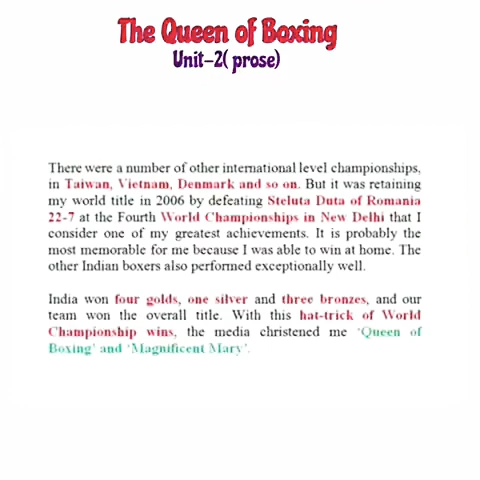 The Queen of Boxing
Unit-2( prose)
There were a number of other international level championships,
in Taiwan, Vietnam, Denmark and so on. But it was retaining
my world title in 2006 by defeating Steluta Duta of Romania
22-7 at the Fourth World Championships in New Delhi that I
consider one of my greatest achievements. It is probably the
most memorable for me because I was able to win at home. The
other Indian boxers also performed exceptionally well.
India won four golds, one silver and three bronzes, and our
team won the overall title. With this hat-trick of World
Championship wins, the media christened me 'Queen of
Boxing' and 'Magnificent Mary'.